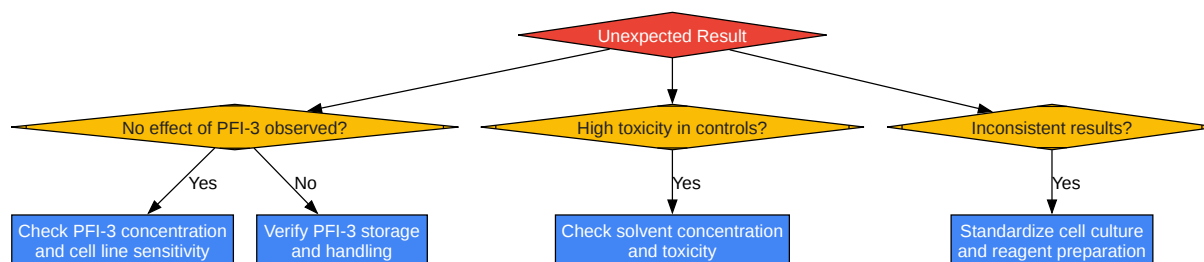 Unexpected Result
No effect of PFI-3 observed?
High toxicity in controls?
Inconsistent results?
Yes
No
Yes
Yes
Check PFI-3 concentration
and cell line sensitivity
Verify PFI-3 storage
and handling
Check solvent concentration
and toxicity
Standardize cell culture
and reagent preparation